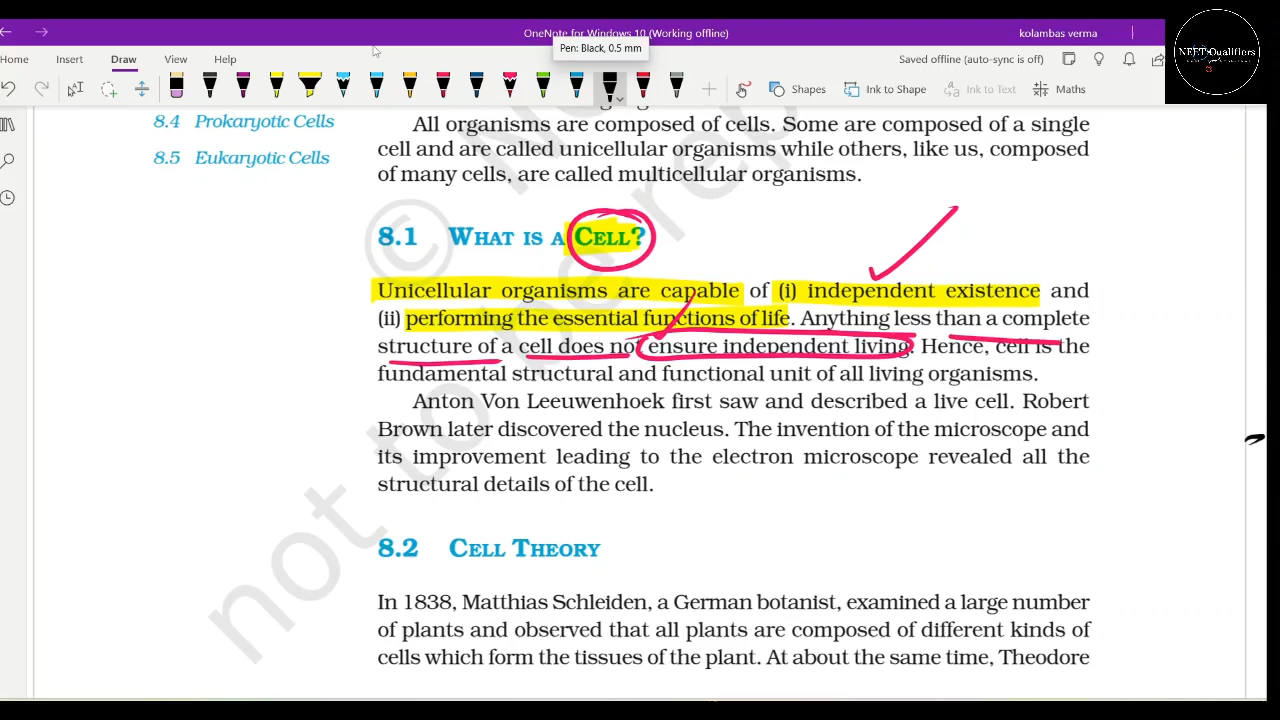 OneNote for Windows 10 (Working offline)
kolambas verma
Pen: Black, 0.5 mm
NEET Qualifiers
Home Insert Draw View Help
Saved offline (auto-sync is off)
Shapes Ink to Shape Ink to Text Maths
8.4 Prokaryotic Cells
8.5 Eukaryotic Cells
All organisms are composed of cells. Some are composed of a single
cell and are called unicellular organisms while others, like us, composed
of many cells, are called multicellular organisms.
8.1 WHAT IS A CELL?
Unicellular organisms are capable of (i) independent existence and
(ii) performing the essential functions of life. Anything less than a complete
structure of a cell does not ensure independent living. Hence, cell is the
fundamental structural and functional unit of all living organisms.
Anton Von Leeuwenhoek first saw and described a live cell. Robert
Brown later discovered the nucleus. The invention of the microscope and
its improvement leading to the electron microscope revealed all the
structural details of the cell.
8.2 CELL THEORY
In 1838, Matthias Schleiden, a German botanist, examined a large number
of plants and observed that all plants are composed of different kinds of
cells which form the tissues of the plant. At about the same time, Theodore
© N
not to be rep